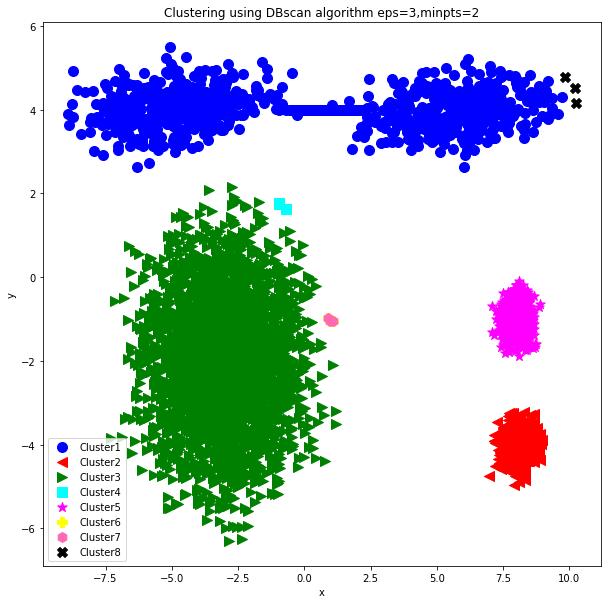 Clustering using DBscan algorithm eps=3,minpts=2
6
4
2
0
−2
−4
−6
y
Cluster1
Cluster2
Cluster3
Cluster4
Cluster5
Cluster6
Cluster7
Cluster8
−7.5 −5.0 −2.5 0.0 2.5 5.0 7.5 10.0
x